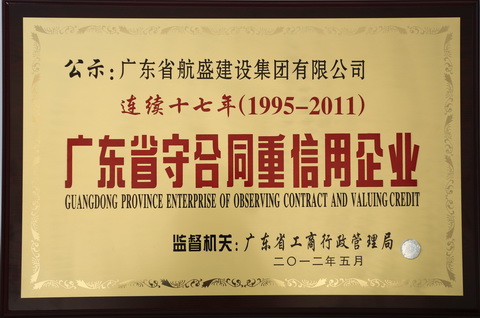 公示：广东省航盛建设集团有限公司
连续十七年(1995-2011)
广东省守合同重信用企业
GUANGDONG PROVINCE ENTERPRISE OF OBSERVING CONTRACT AND VALUING CREDIT
监督机关：广东省工商行政管理局
二〇一二年五月